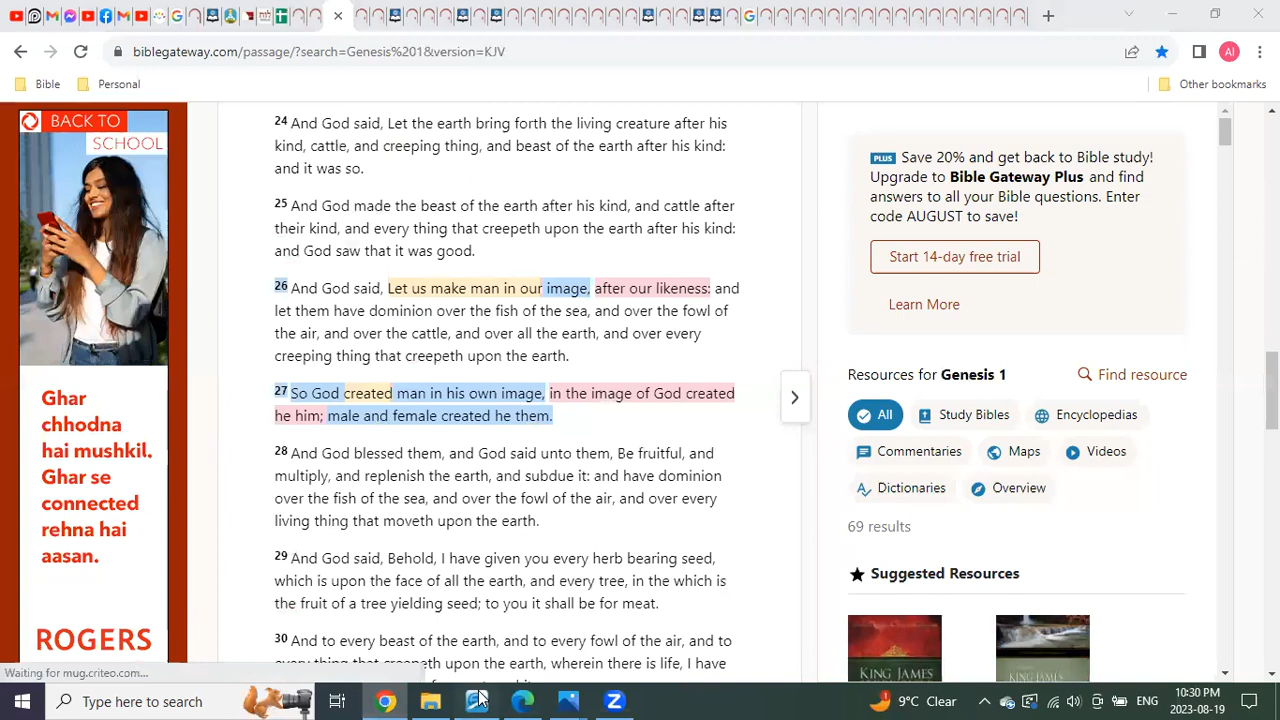 biblegateway.com/passage/?search=Genesis%201&version=KJV
AI
Bible
Personal
Other bookmarks
BACK TO
SCHOOL
Ghar
chhodna
hai mushkil.
Ghar se
connected
rehna hai
aasan.
ROGERS
24 And God said, Let the earth bring forth the living creature after his
kind, cattle, and creeping thing, and beast of the earth after his kind:
and it was so.
25 And God made the beast of the earth after his kind, and cattle after
their kind, and every thing that creepeth upon the earth after his kind:
and God saw that it was good.
26 And God said, Let us make man in our image, after our likeness: and
let them have dominion over the fish of the sea, and over the fowl of
the air, and over the cattle, and over all the earth, and over every
creeping thing that creepeth upon the earth.
27 So God created man in his own image, in the image of God created
he him; male and female created he them.
28 And God blessed them, and God said unto them, Be fruitful, and
multiply, and replenish the earth, and subdue it: and have dominion
over the fish of the sea, and over the fowl of the air, and over every
living thing that moveth upon the earth.
29 And God said, Behold, I have given you every herb bearing seed,
which is upon the face of all the earth, and every tree, in the which is
the fruit of a tree yielding seed; to you it shall be for meat.
30 And to every beast of the earth, and to every fowl of the air, and to
every thing that creepeth upon the earth, wherein there is life, I have
PLUS Save 20% and get back to Bible study!
Upgrade to Bible Gateway Plus and find
answers to all your Bible questions. Enter
code AUGUST to save!
Start 14-day free trial
Learn More
Resources for Genesis 1
Find resource
All
Study Bibles
Encyclopedias
Commentaries
Maps
Videos
Dictionaries
Overview
69 results
Suggested Resources
KING JAMES
KING JAMES
Waiting for mug.criteo.com...
Type here to search
1
9°C Clear
ENG
10:30 PM
2023-08-19